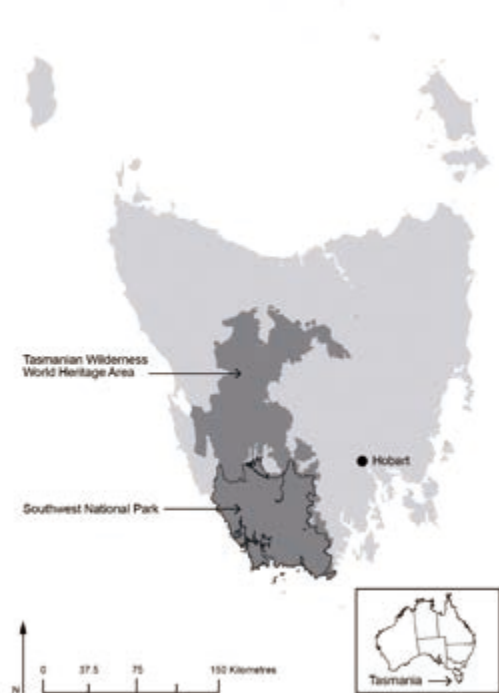 Tasmanian Wilderness
World Heritage Area
Hobart
Southwest National Park
N
0 37.5 75 150 Kilometres
Tasmania